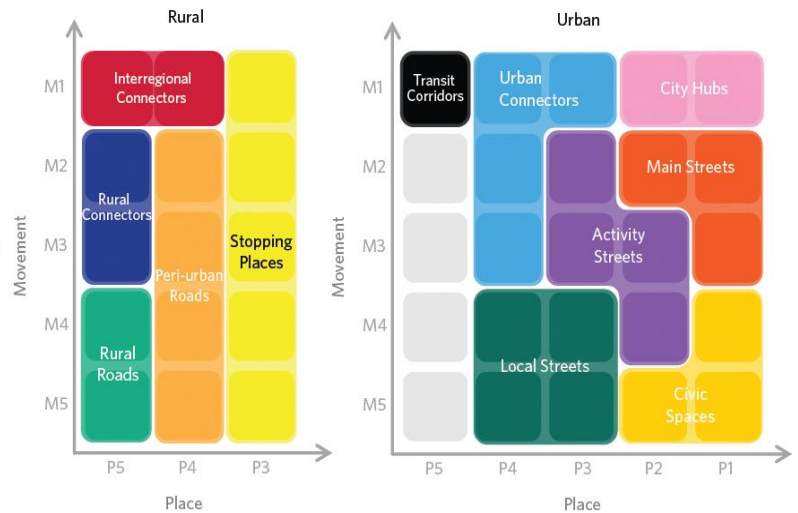 Rural
M1
M2
M3
M4
M5
Movement
Interregional
Connectors
Rural
Connectors
Peri-urban
Roads
Stopping
Places
Rural
Roads
P5
P4
P3
Place
Urban
M1
M2
M3
M4
M5
Movement
Transit
Corridors
Urban
Connectors
City Hubs
Main Streets
Activity
Streets
Local Streets
Civic
Spaces
P5
P4
P3
P2
P1
Place